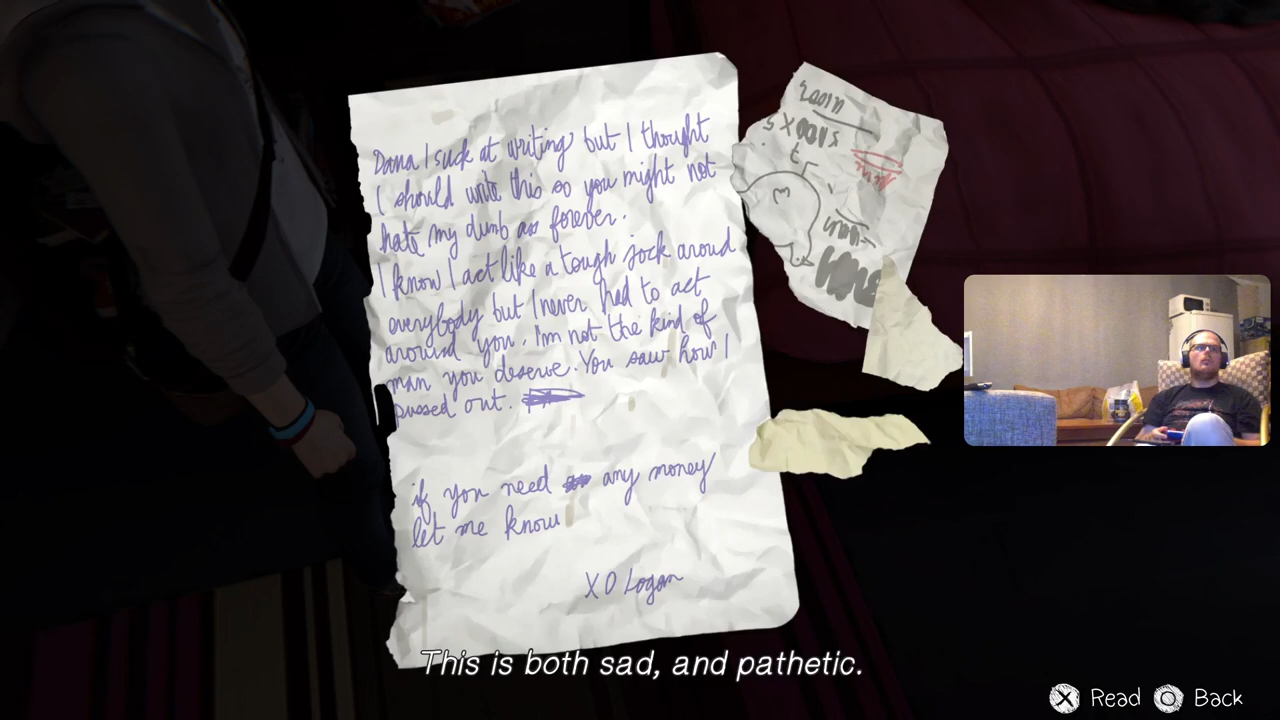 Dana I suck at writing but I thought
I should write this so you might not
hate my dumb ass forever.
I know I act like a tough jock aroud
everybody but I never had to act
around you. I'm not the kind of
man you deserve. You saw how I
pussed out.
if you need any money
let me know
XO Logan
room
This is both sad, and pathetic.
Read Back